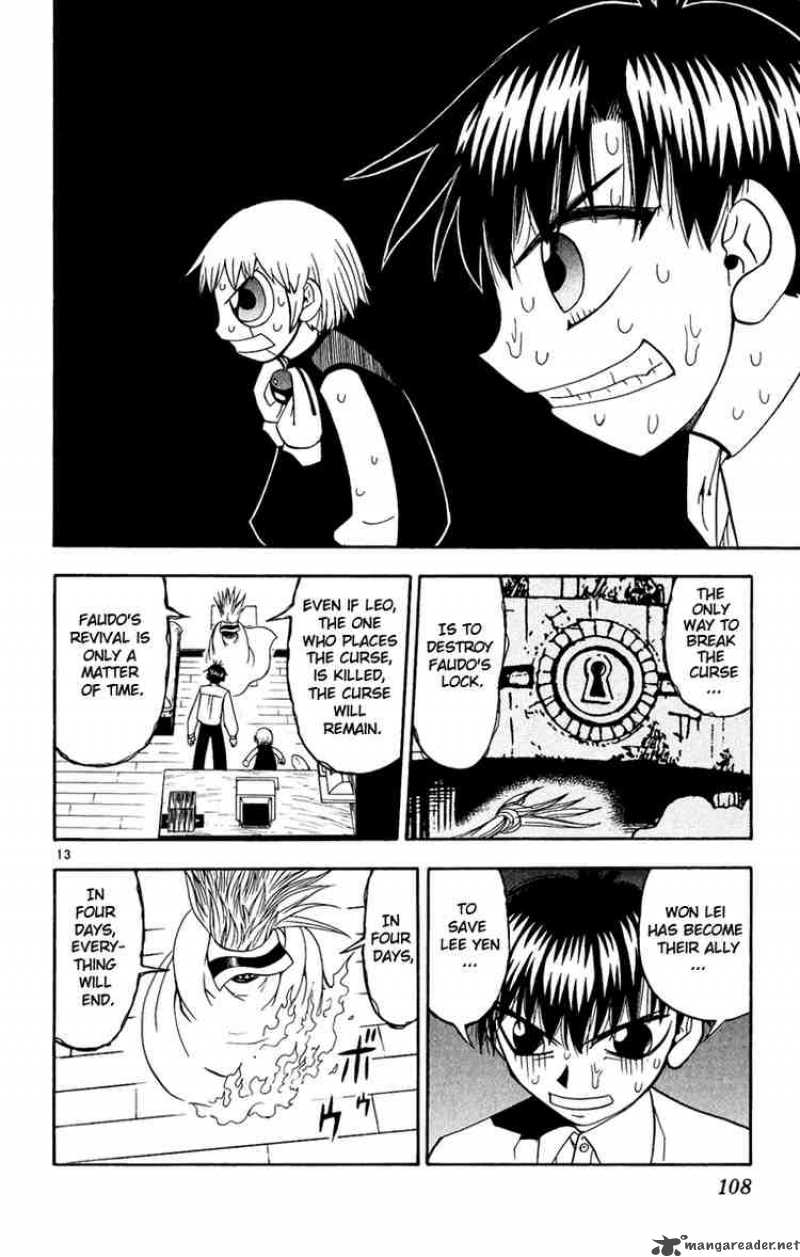 THE
ONLY
WAY TO
BREAK
THE
CURSE
...
IS TO
DESTROY
FAUDO'S
LOCK.
EVEN IF LEO,
THE ONE
WHO PLACES
THE CURSE,
IS KILLED,
THE CURSE
WILL
REMAIN.
FAUDO'S
REVIVAL IS
ONLY A
MATTER
OF TIME.
13
WON LEI
HAS BECOME
THEIR ALLY
...
TO
SAVE
LEE YEN
...
IN
FOUR
DAYS,
IN
FOUR
DAYS,
EVERY-
THING
WILL
END.
ボ
ウッ
108
mangareader.net